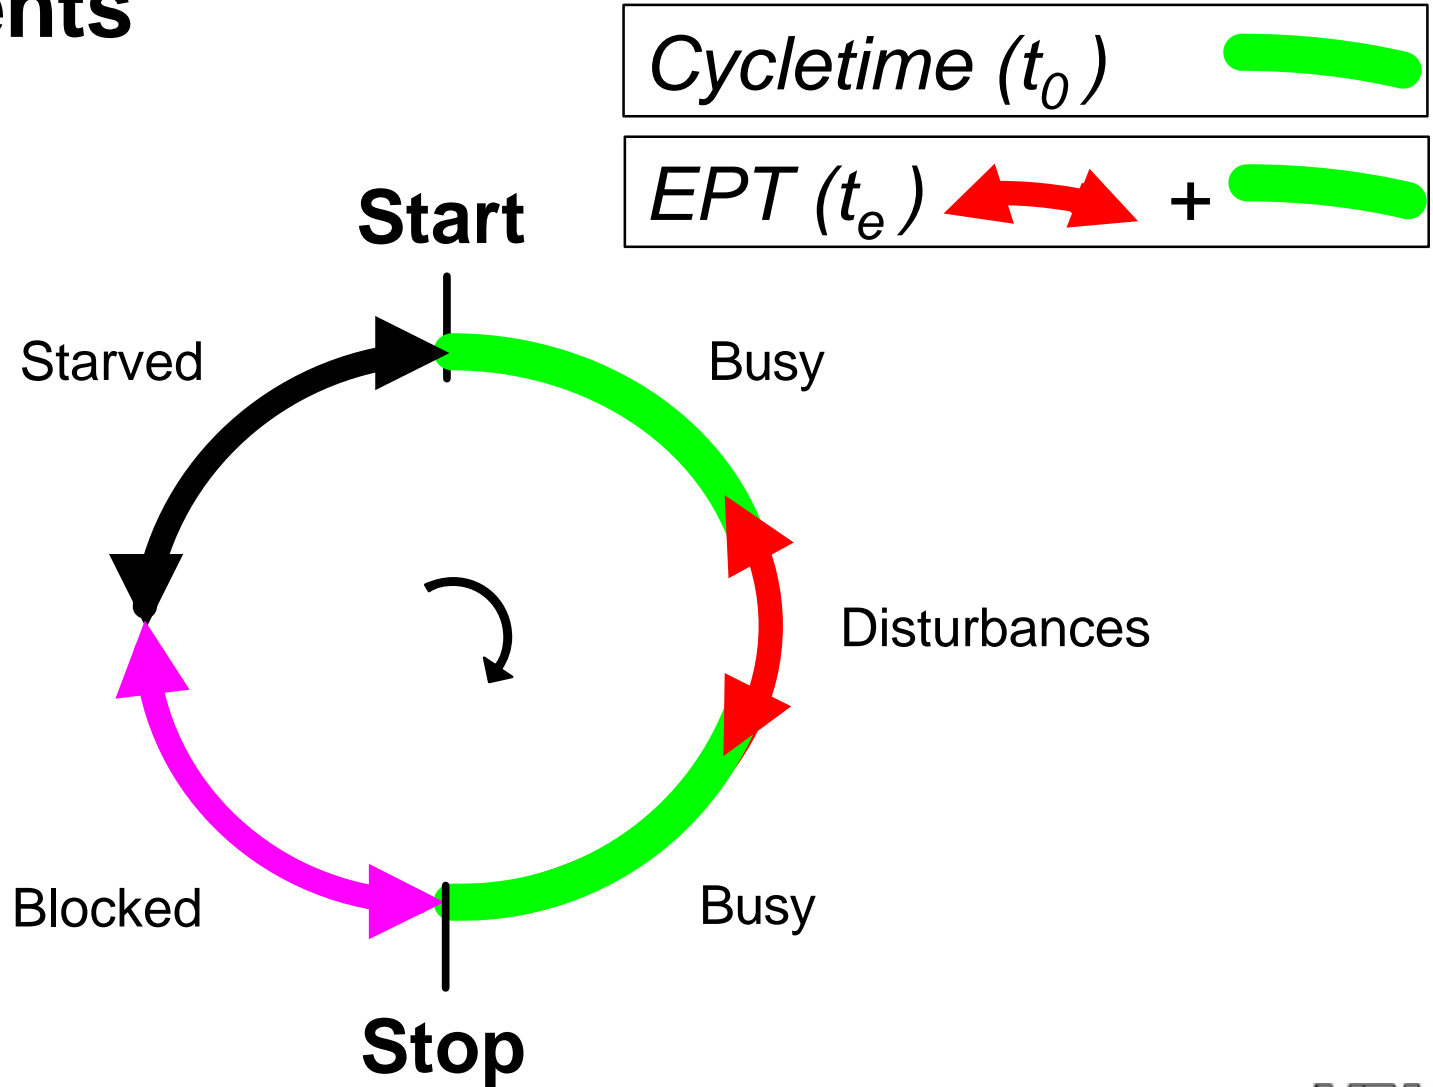 Cycletime (t0 )
EPT (te ) +
Start
Starved
Busy
Disturbances
Blocked
Busy
Stop